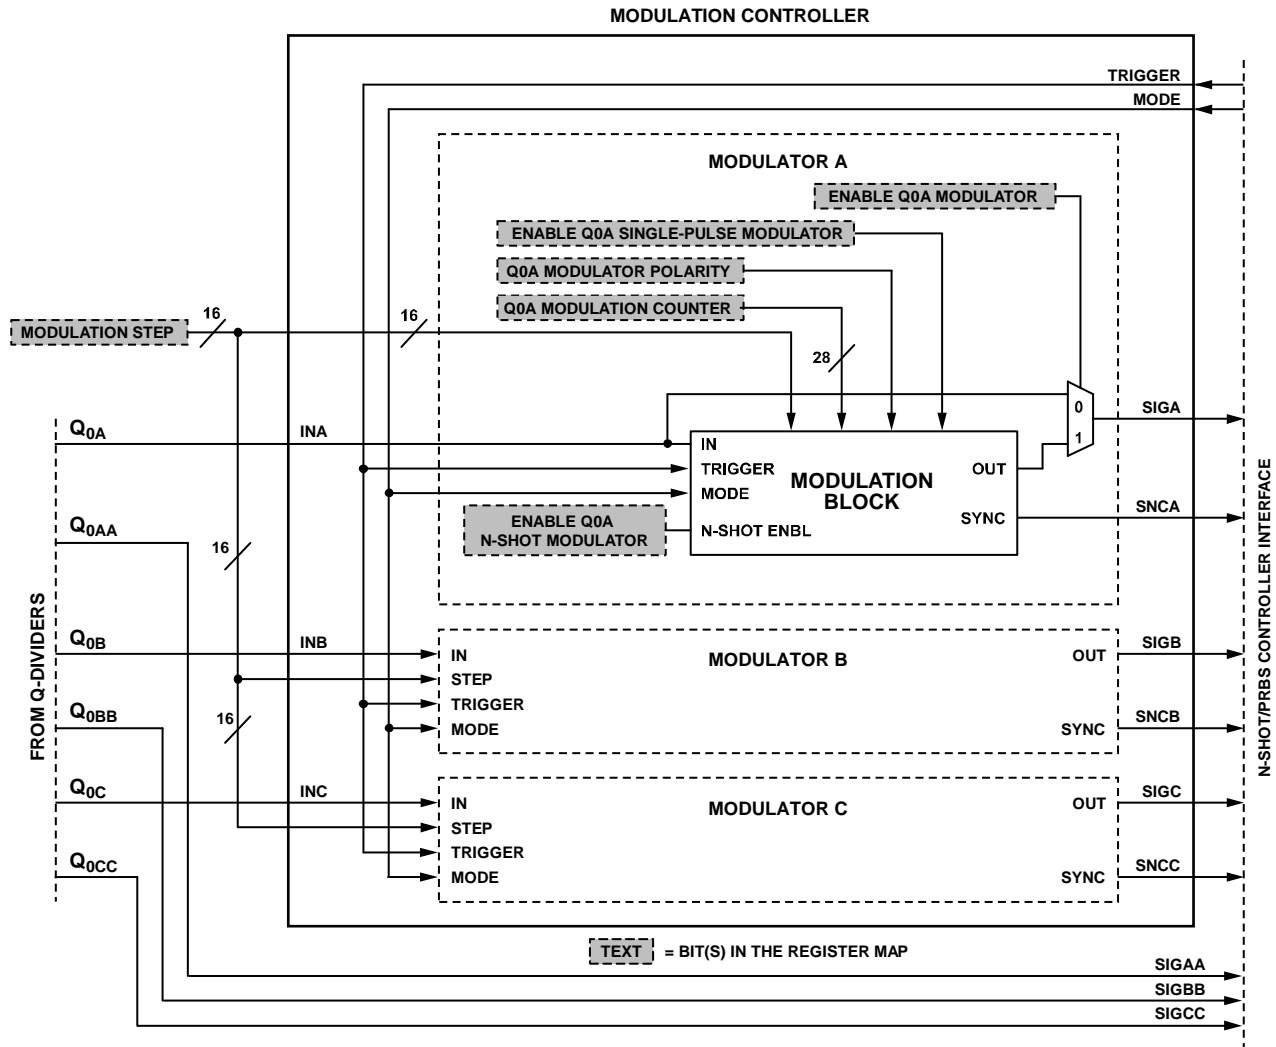 MODULATION CONTROLLER
TRIGGER
MODE
MODULATOR A
ENABLE Q0A MODULATOR
ENABLE Q0A SINGLE-PULSE MODULATOR
Q0A MODULATOR POLARITY
Q0A MODULATION COUNTER
MODULATION STEP
16
16
28
0
1
SIGA
Q0A
INA
IN
TRIGGER
MODE
N-SHOT ENBL
MODULATION
BLOCK
OUT
SYNC
SNCA
ENABLE Q0A
N-SHOT MODULATOR
Q0AA
16
FROM Q-DIVIDERS
N-SHOT/PRBS CONTROLLER INTERFACE
Q0B
INB
IN
STEP
TRIGGER
MODE
MODULATOR B
OUT
SYNC
SIGB
SNCB
Q0BB
16
Q0C
INC
IN
STEP
TRIGGER
MODE
MODULATOR C
OUT
SYNC
SIGC
SNCC
Q0CC
TEXT = BIT(S) IN THE REGISTER MAP
SIGAA
SIGBB
SIGCC